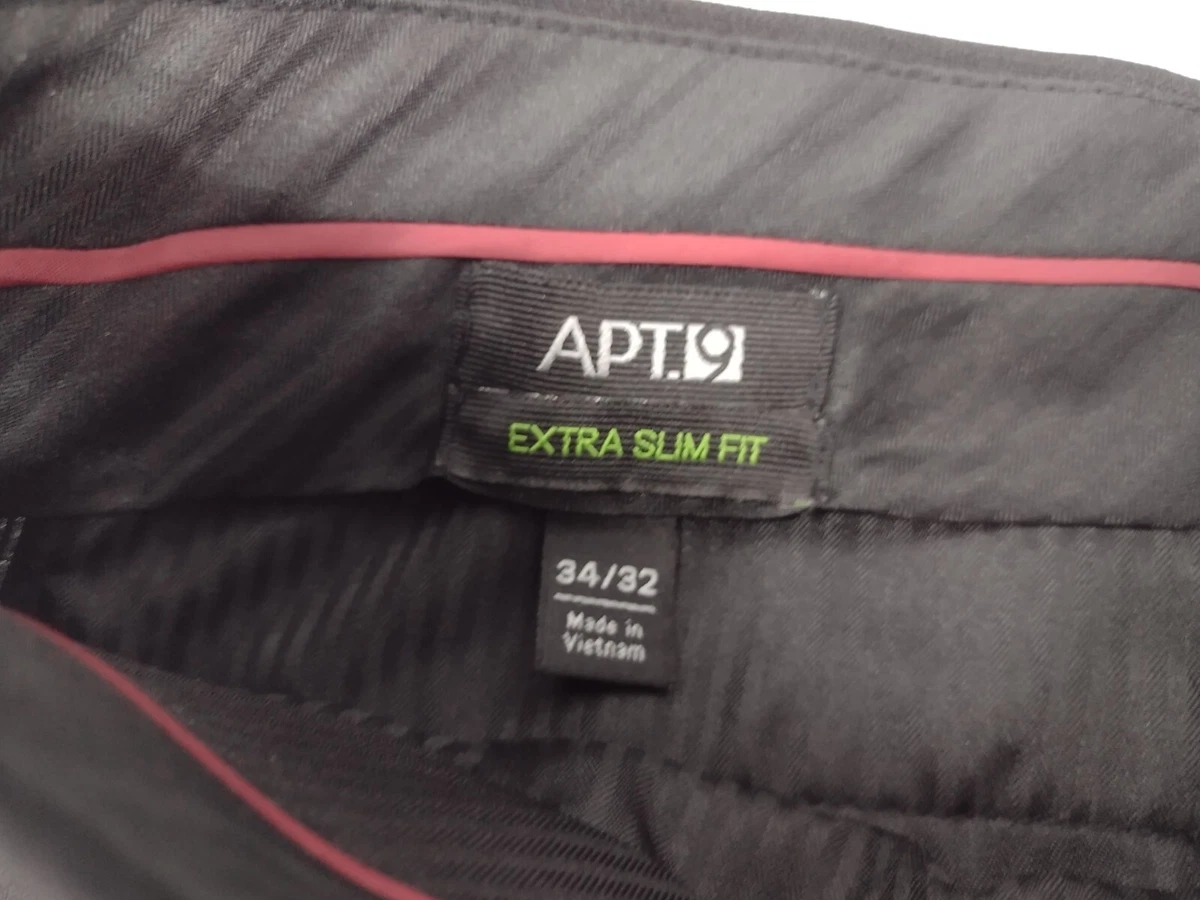 APT.9
EXTRA SLIM FIT
34/32
Made in
Vietnam